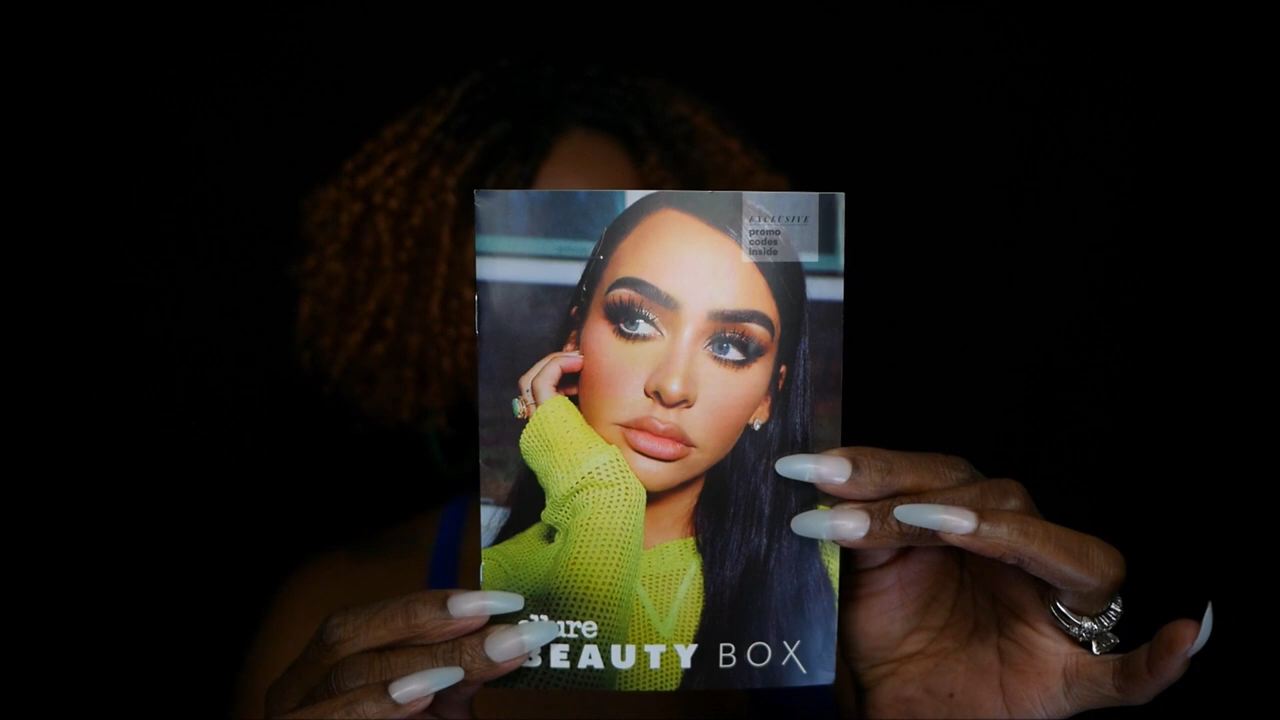 EXCLUSIVE
promo
codes
inside
allure
BEAUTY BOX